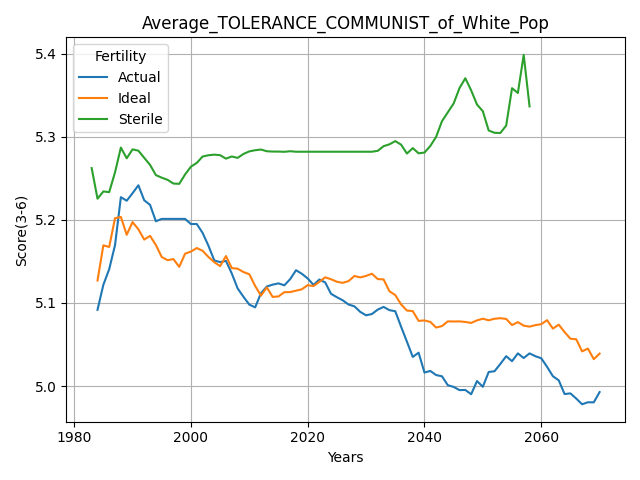 Average_TOLERANCE_COMMUNIST_of_White_Pop
Fertility
Actual
Ideal
Sterile
Score(3-6)
5.4
5.3
5.2
5.1
5.0
1980
2000
2020
2040
2060
Years